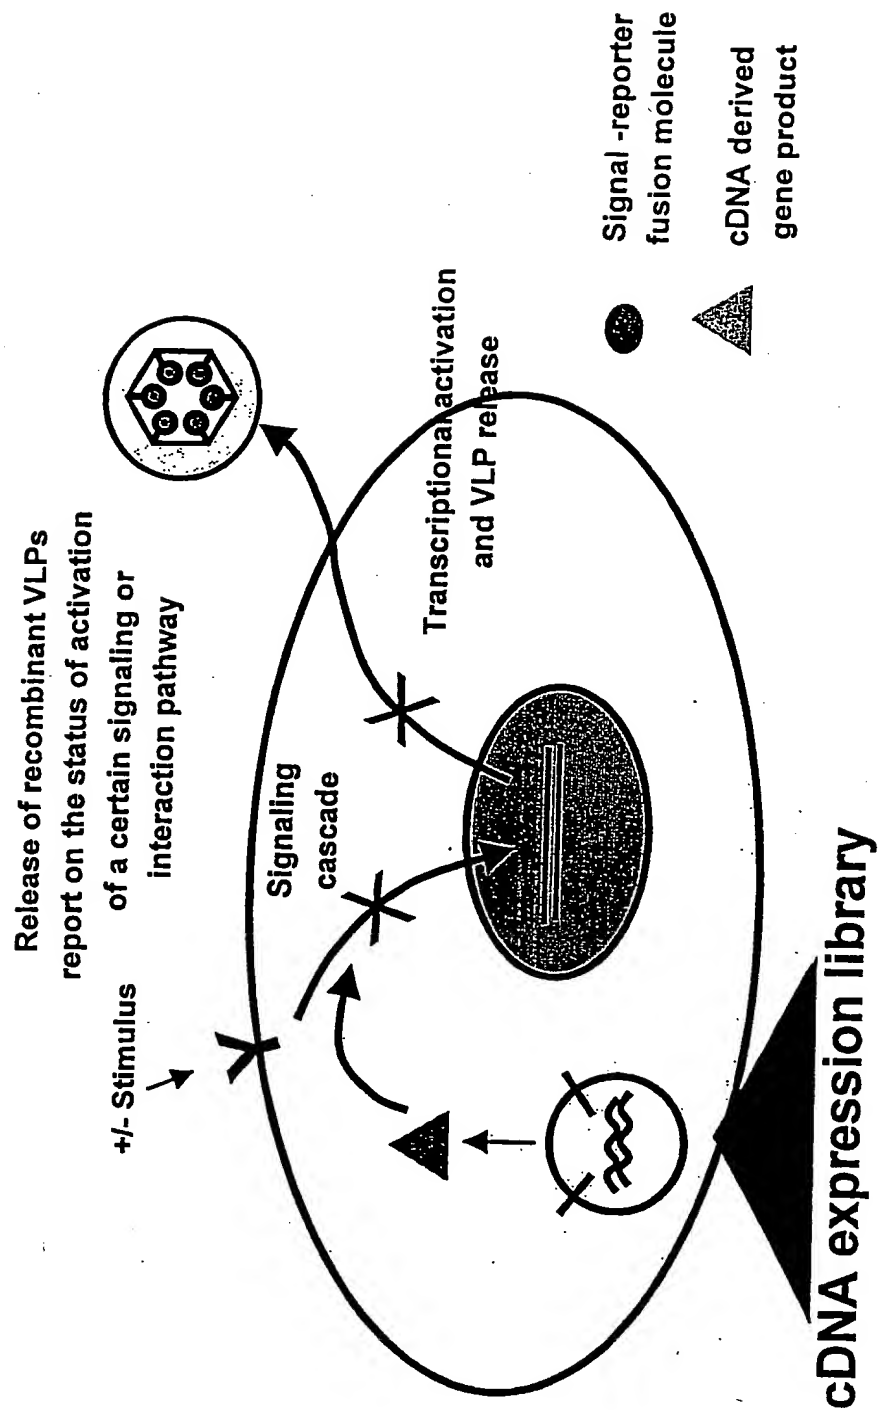 Release of recombinant VLPs
report on the status of activation
of a certain signaling or
interaction pathway
+/- Stimulus
Signaling
cascade
Transcriptional activation
and VLP release
Signal -reporter
fusion molecule
cDNA derived
gene product
cDNA expression library